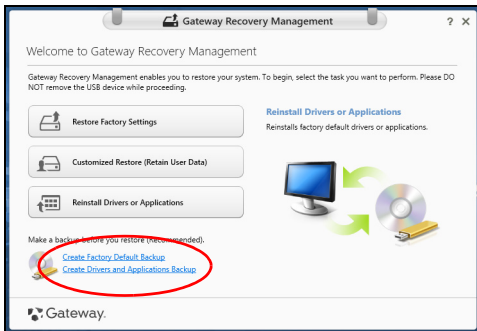 Gateway Recovery Management
? X
Welcome to Gateway Recovery Management
Gateway Recovery Management enables you to restore your system. To begin, select the task you want to perform. Please DO
NOT remove the USB device while proceeding.
Restore Factory Settings
Customized Restore (Retain User Data)
Reinstall Drivers or Applications
Reinstall Drivers or Applications
Reinstalls factory default drivers or applications.
Make a backup before you restore (Recommended).
Create Factory Default Backup
Create Drivers and Applications Backup
Gateway.